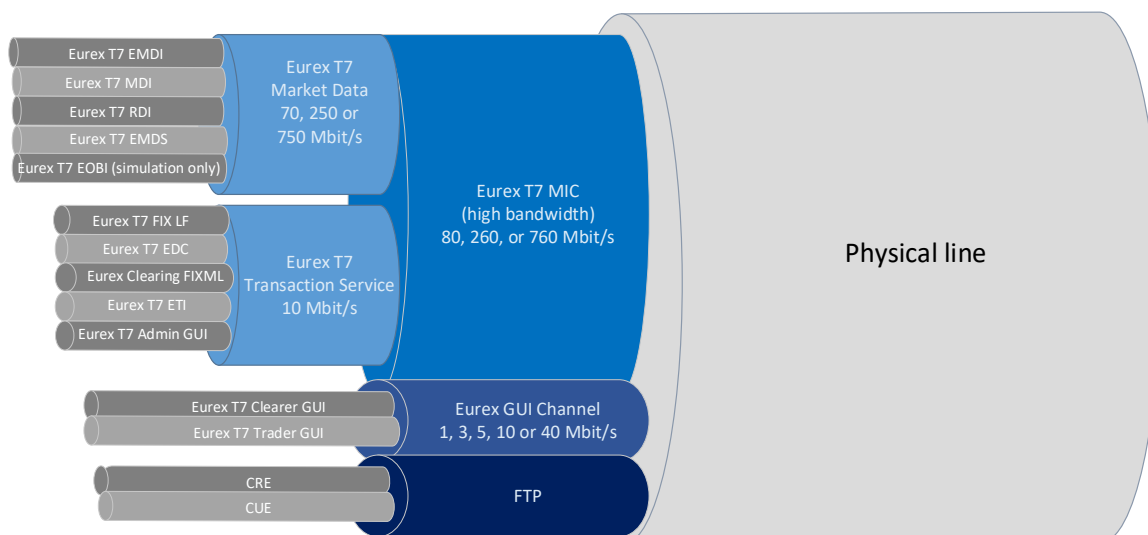 Eurex T7 EMDI
Eurex T7 MDI
Eurex T7 RDI
Eurex T7 EMDS
Eurex T7 EOBI (simulation only)
Eurex T7
Market Data
70, 250 or
750 Mbit/s
Eurex T7 FIX LF
Eurex T7 EDC
Eurex Clearing FIXML
Eurex T7 ETI
Eurex T7 Admin GUI
Eurex T7
Transaction Service
10 Mbit/s
Eurex T7 MIC
(high bandwidth)
80, 260, or 760 Mbit/s
Eurex T7 Clearer GUI
Eurex T7 Trader GUI
Eurex GUI Channel
1, 3, 5, 10 or 40 Mbit/s
CRE
CUE
FTP
Physical line